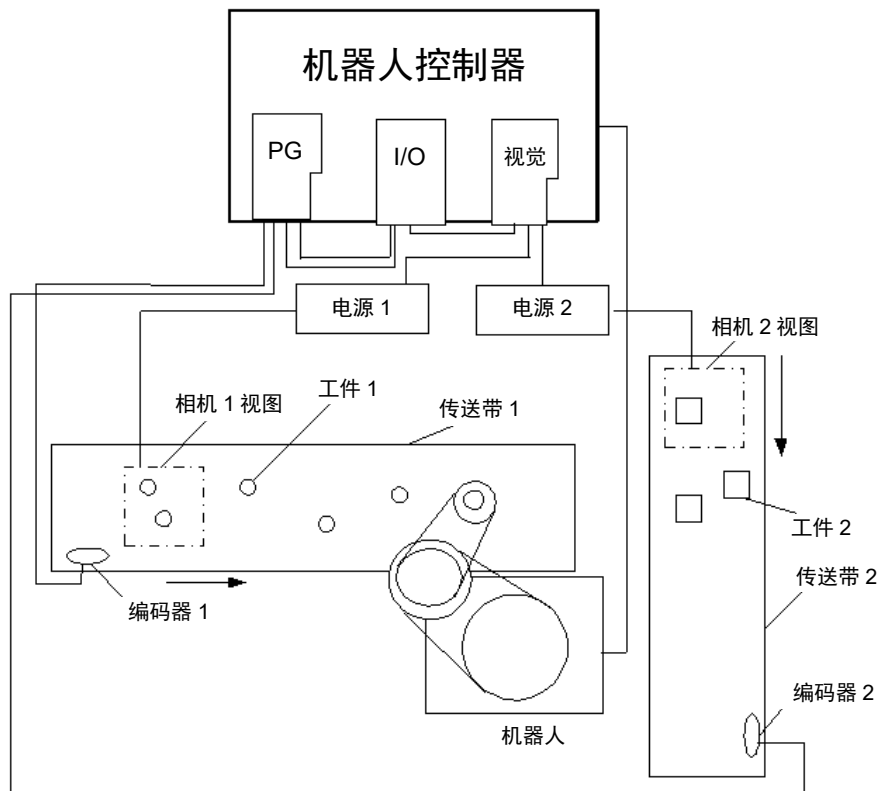 机器人控制器
PG
I/O
视觉
电源 1
电源 2
相机 2 视图
工件 1
相机 1 视图
传送带 1
工件 2
传送带 2
编码器 1
编码器 2
机器人